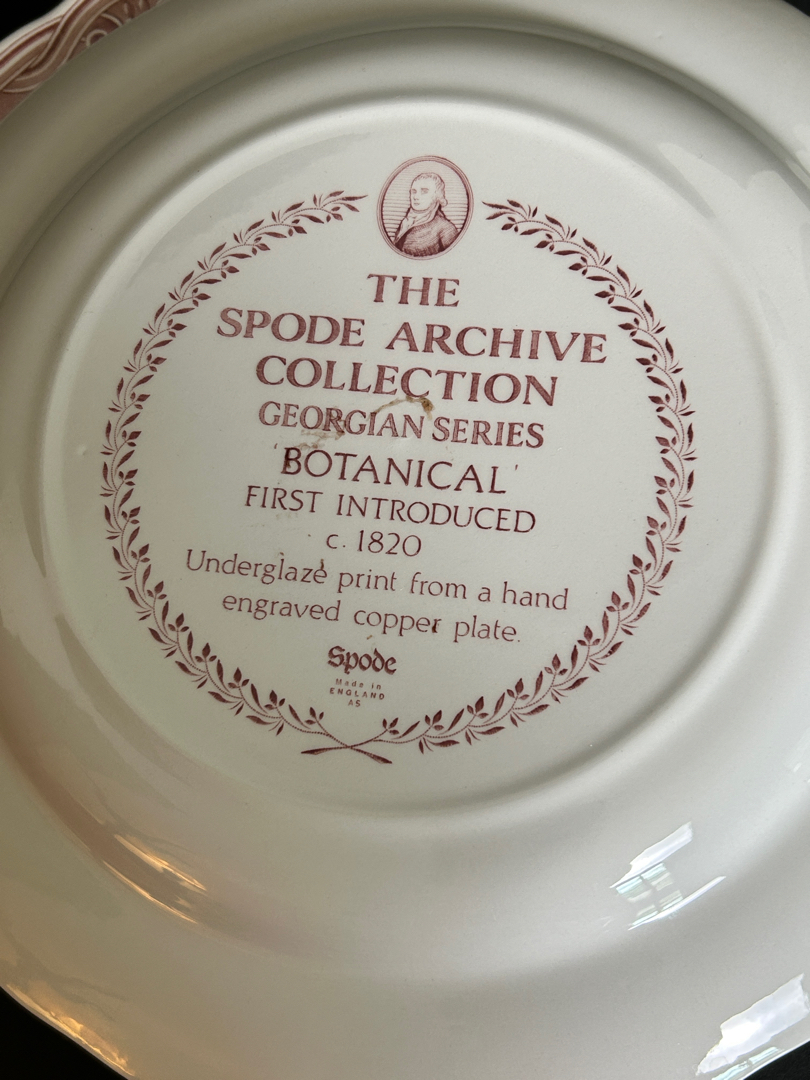 THE
SPODE ARCHIVE
COLLECTION
GEORGIAN SERIES
'BOTANICAL'
FIRST INTRODUCED
c. 1820
Underglaze print from a hand
engraved copper plate.
Spode
Made in
ENGLAND
A5